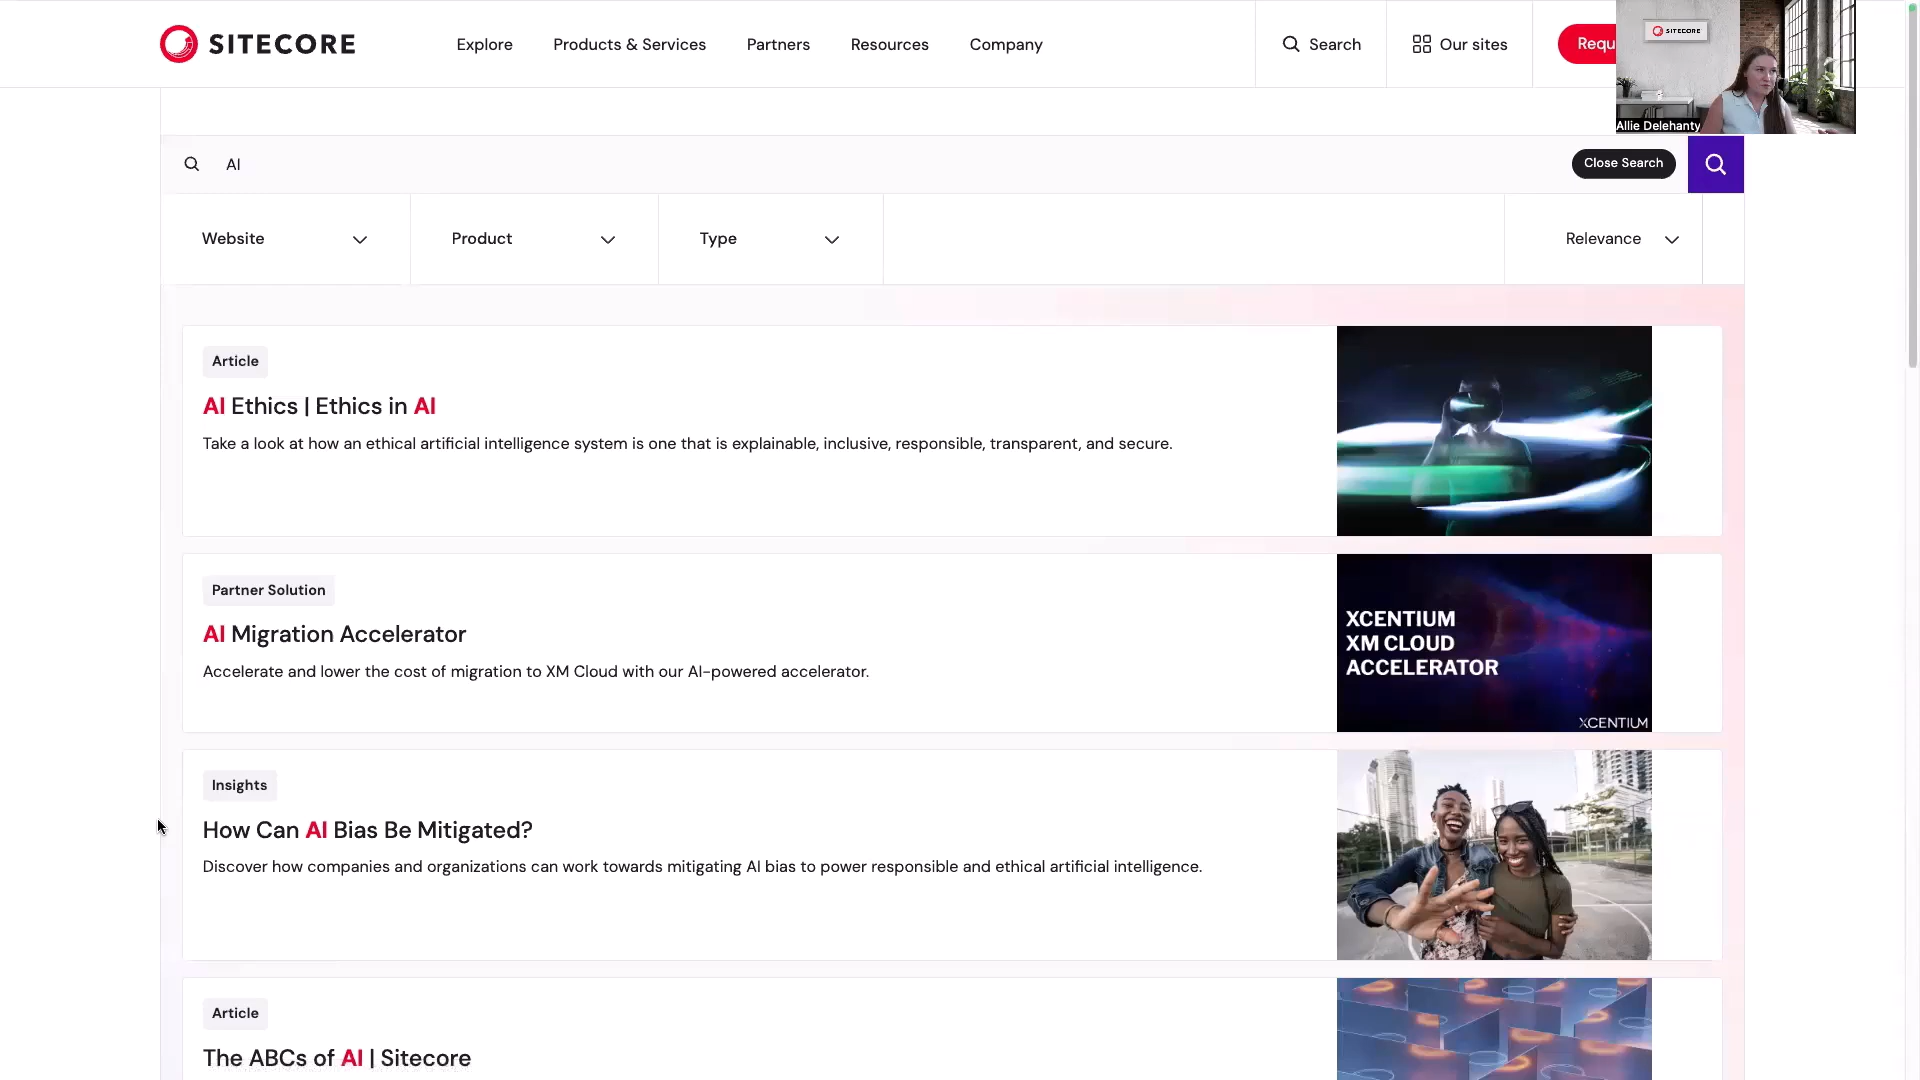 SITECORE
Explore
Products & Services
Partners
Resources
Company
Search
Our sites
Requ
SITECORE
Allie Delehanty
AI
Close Search
Website
Product
Type
Relevance
Article
AI Ethics | Ethics in AI
Take a look at how an ethical artificial intelligence system is one that is explainable, inclusive, responsible, transparent, and secure.
Partner Solution
AI Migration Accelerator
Accelerate and lower the cost of migration to XM Cloud with our AI-powered accelerator.
XCENTIUM
XM CLOUD
ACCELERATOR
XCENTIUM
Insights
How Can AI Bias Be Mitigated?
Discover how companies and organizations can work towards mitigating AI bias to power responsible and ethical artificial intelligence.
Article
The ABCs of AI | Sitecore